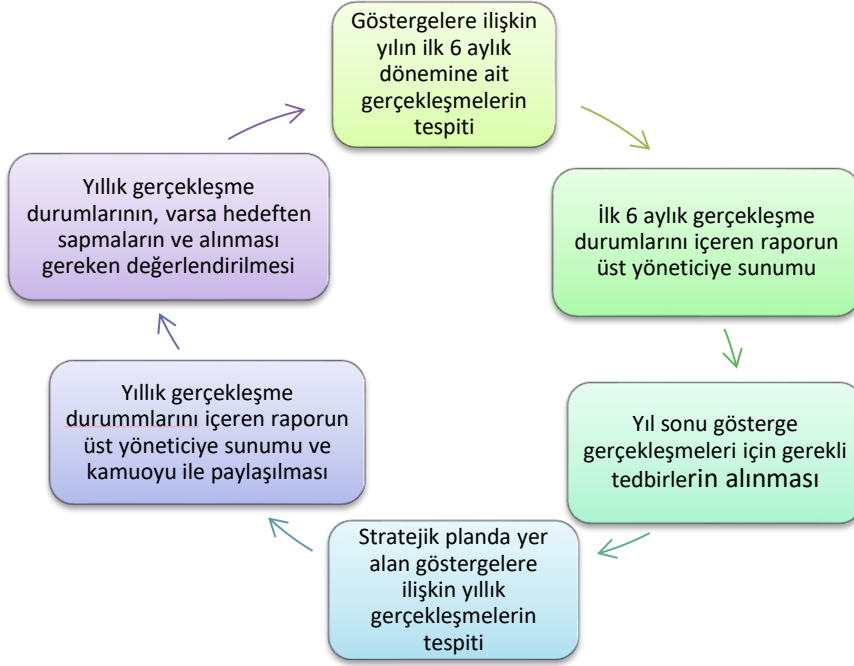 Göstergelere ilişkin
yılın ilk 6 aylık
dönemine ait
gerçekleşmelerin
tespiti
İlk 6 aylık gerçekleşme
durumlarını içeren raporun
üst yöneticiye sunumu
Yıl sonu gösterge
gerçekleşmeleri için gerekli
tedbirlerin alınması
Stratejik planda yer
alan göstergelere
ilişkin yıllık
gerçekleşmelerin
tespiti
Yıllık gerçekleşme
durummlarını içeren raporun
üst yöneticiye sunumu ve
kamuoyu ile paylaşılması
Yıllık gerçekleşme
durumlarının, varsa hedeften
sapmaların ve alınması
gereken değerlendirilmesi